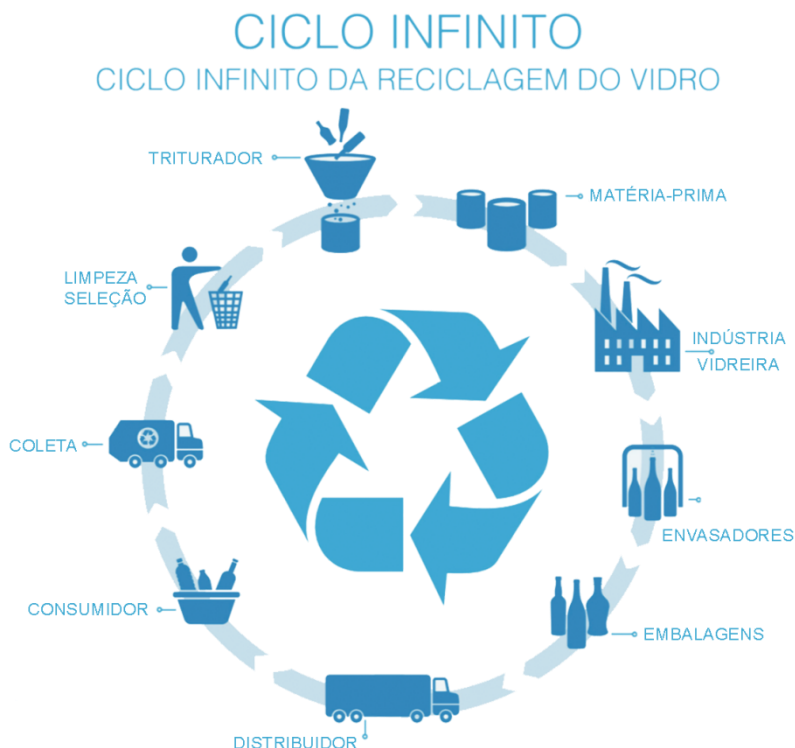 CICLO INFINITO
CICLO INFINITO DA RECICLAGEM DO VIDRO
TRITURADOR
MATÉRIA-PRIMA
LIMPEZA
SELEÇÃO
INDÚSTRIA
VIDREIRA
COLETA
ENVASADORES
CONSUMIDOR
EMBALAGENS
DISTRIBUIDOR